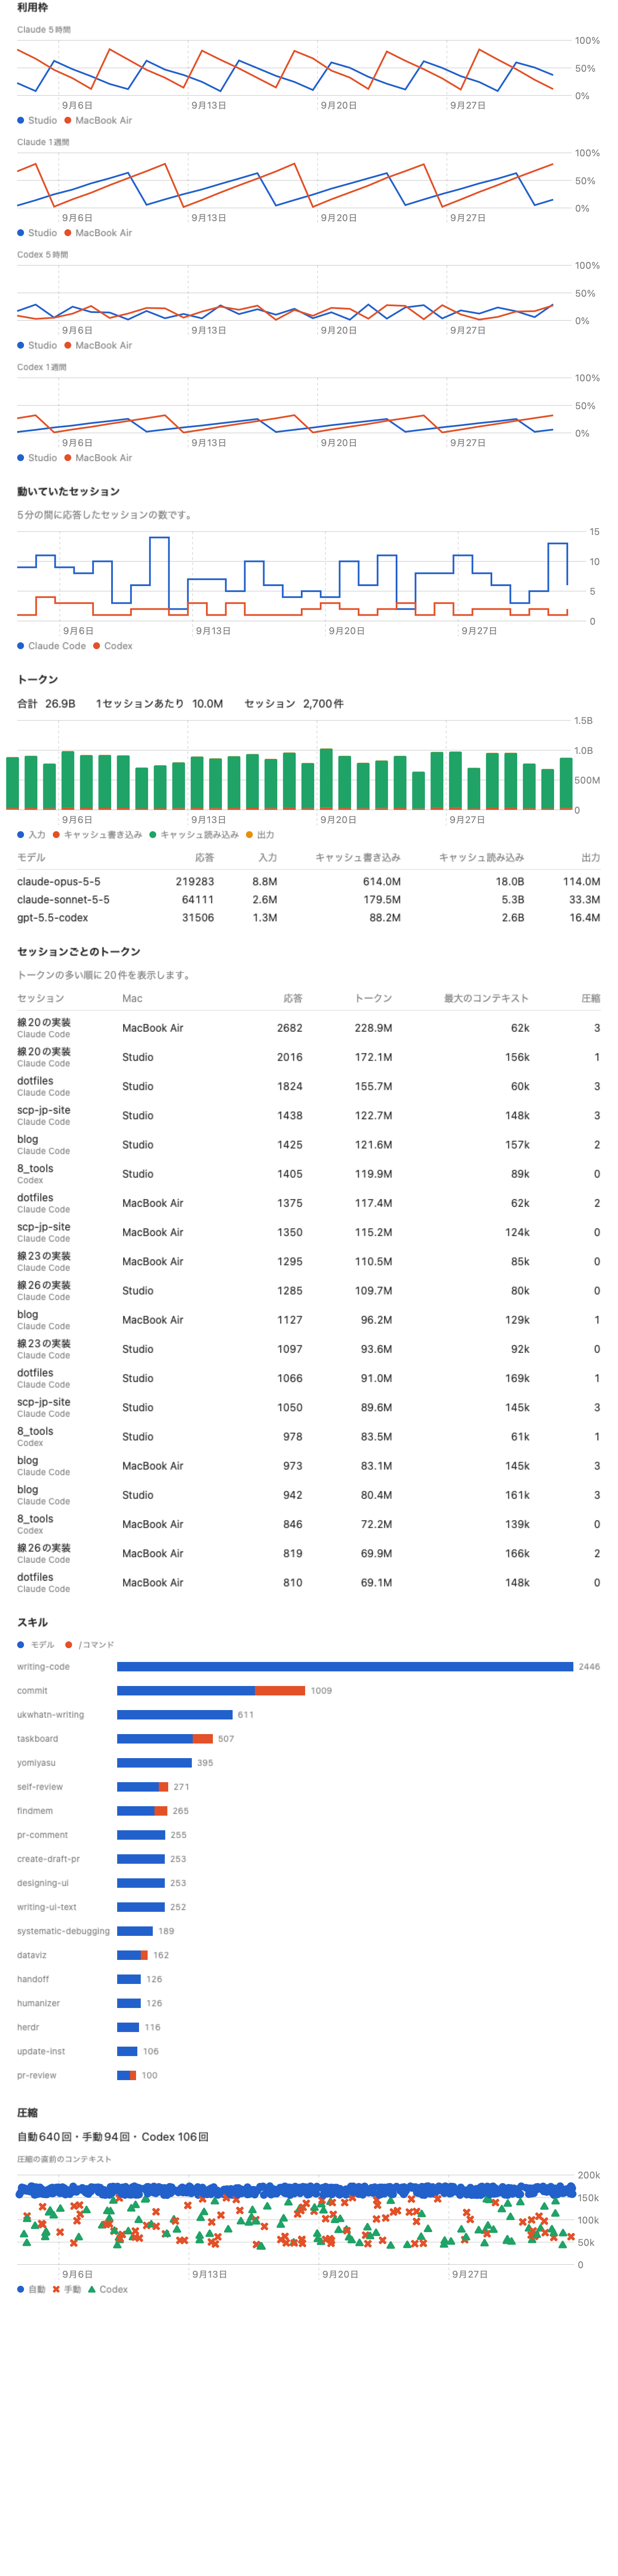 利用枠
Claude 5時間
100%
50%
0%
9月6日 9月13日 9月20日 9月27日
Studio MacBook Air
Claude 1週間
100%
50%
0%
9月6日 9月13日 9月20日 9月27日
Studio MacBook Air
Codex 5時間
100%
50%
0%
9月6日 9月13日 9月20日 9月27日
Studio MacBook Air
Codex 1週間
100%
50%
0%
9月6日 9月13日 9月20日 9月27日
Studio MacBook Air
動いていたセッション
5分の間に応答したセッションの数です。
15
10
5
0
9月6日 9月13日 9月20日 9月27日
Claude Code Codex
トークン
合計 26.9B 1セッションあたり 10.0M セッション 2,700件
1.5B
1.0B
500M
0
9月6日 9月13日 9月20日 9月27日
入力 キャッシュ書き込み キャッシュ読み込み 出力
モデル 応答 入力 キャッシュ書き込み キャッシュ読み込み 出力
claude-opus-5-5 219283 8.8M 614.0M 18.0B 114.0M
claude-sonnet-5-5 64111 2.6M 179.5M 5.3B 33.3M
gpt-5.5-codex 31506 1.3M 88.2M 2.6B 16.4M
セッションごとのトークン
トークンの多い順に20件を表示します。
セッション Mac 応答 トークン 最大のコンテキスト 圧縮
線20の実装 MacBook Air 2682 228.9M 62k 3
Claude Code
線20の実装 Studio 2016 172.1M 156k 1
Claude Code
dotfiles Studio 1824 155.7M 60k 3
Claude Code
scp-jp-site Studio 1438 122.7M 148k 3
Claude Code
blog Studio 1425 121.6M 157k 2
Claude Code
8_tools Studio 1405 119.9M 89k 0
Codex
dotfiles MacBook Air 1375 117.4M 62k 2
Claude Code
scp-jp-site MacBook Air 1350 115.2M 124k 0
Claude Code
線23の実装 MacBook Air 1295 110.5M 85k 0
Claude Code
線26の実装 Studio 1285 109.7M 80k 0
Claude Code
blog MacBook Air 1127 96.2M 129k 1
Claude Code
線23の実装 Studio 1097 93.6M 92k 0
Claude Code
dotfiles Studio 1066 91.0M 169k 1
Claude Code
scp-jp-site Studio 1050 89.6M 145k 3
Claude Code
8_tools Studio 978 83.5M 61k 1
Codex
blog MacBook Air 973 83.1M 145k 3
Claude Code
blog Studio 942 80.4M 161k 3
Claude Code
8_tools MacBook Air 846 72.2M 139k 0
Codex
線26の実装 MacBook Air 819 69.9M 166k 2
Claude Code
dotfiles MacBook Air 810 69.1M 148k 0
Claude Code
スキル
モデル /コマンド
writing-code 2446
commit 1009
ukwhatn-writing 611
taskboard 507
yomiyasu 395
self-review 271
findmem 265
pr-comment 255
create-draft-pr 253
designing-ui 253
writing-ui-text 252
systematic-debugging 189
dataviz 162
handoff 126
humanizer 126
herdr 116
update-inst 106
pr-review 100
圧縮
自動640回・手動94回・Codex 106回
圧縮の直前のコンテキスト
200k
150k
100k
50k
0
9月6日 9月13日 9月20日 9月27日
自動 手動 Codex